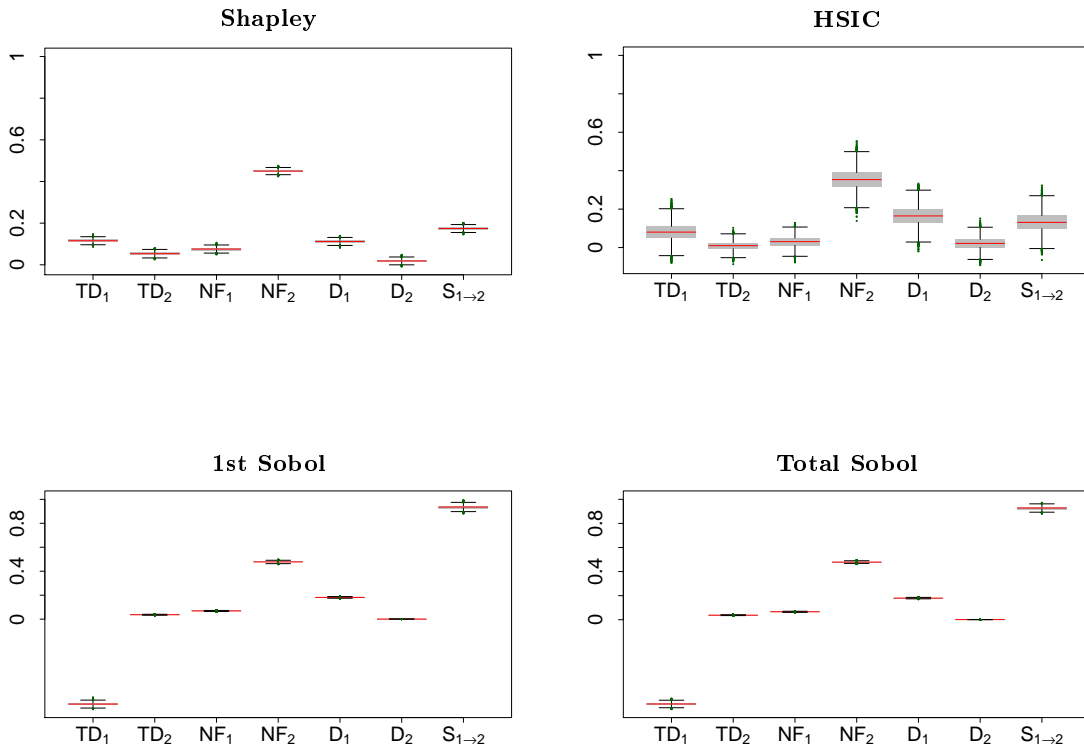 Shapley
1
0.6
0.2
0
TD₁ TD₂ NF₁ NF₂ D₁ D₂ S₁→₂
HSIC
1
0.6
0.2
0
TD₁ TD₂ NF₁ NF₂ D₁ D₂ S₁→₂
1st Sobol
0.8
0.4
0
TD₁ TD₂ NF₁ NF₂ D₁ D₂ S₁→₂
Total Sobol
0.8
0.4
0
TD₁ TD₂ NF₁ NF₂ D₁ D₂ S₁→₂